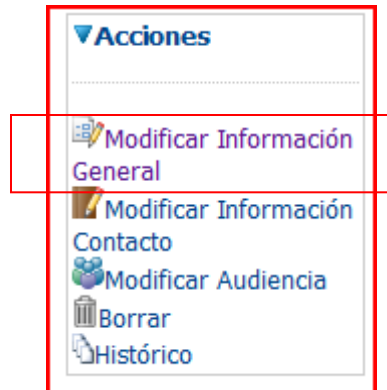 Acciones
Modificar Información
General
Modificar Información
Contacto
Modificar Audiencia
Borrar
Histórico